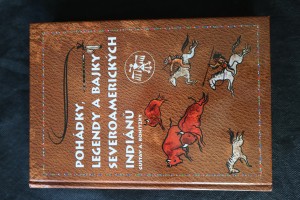 POHÁDKY,
LEGENDY A BAJKY
SEVEROAMERICKÝCH
INDIÁNŮ